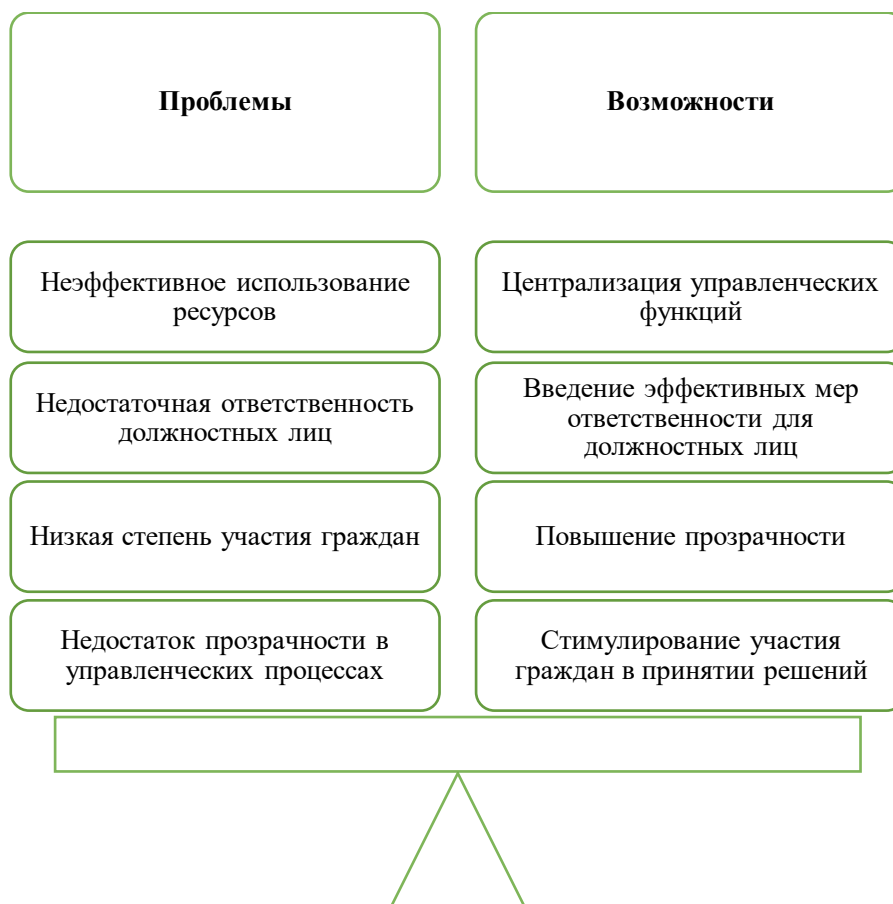 Проблемы
Возможности
Неэффективное использование
ресурсов
Централизация управленческих
функций
Недостаточная ответственность
должностных лиц
Введение эффективных мер
ответственности для
должностных лиц
Низкая степень участия граждан
Повышение прозрачности
Недостаток прозрачности в
управленческих процессах
Стимулирование участия
граждан в принятии решений